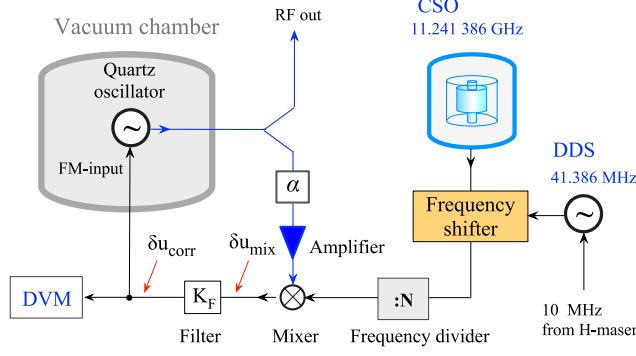 CSO
11.241 386 GHz
RF out
Vacuum chamber
Quartz
oscillator
~
FM-input
α
Amplifier
DDS
41.386 MHz
~
Frequency
shifter
δu_corr
δu_mix
DVM
K_F
:N
Filter
Mixer
Frequency divider
10 MHz
from H-maser